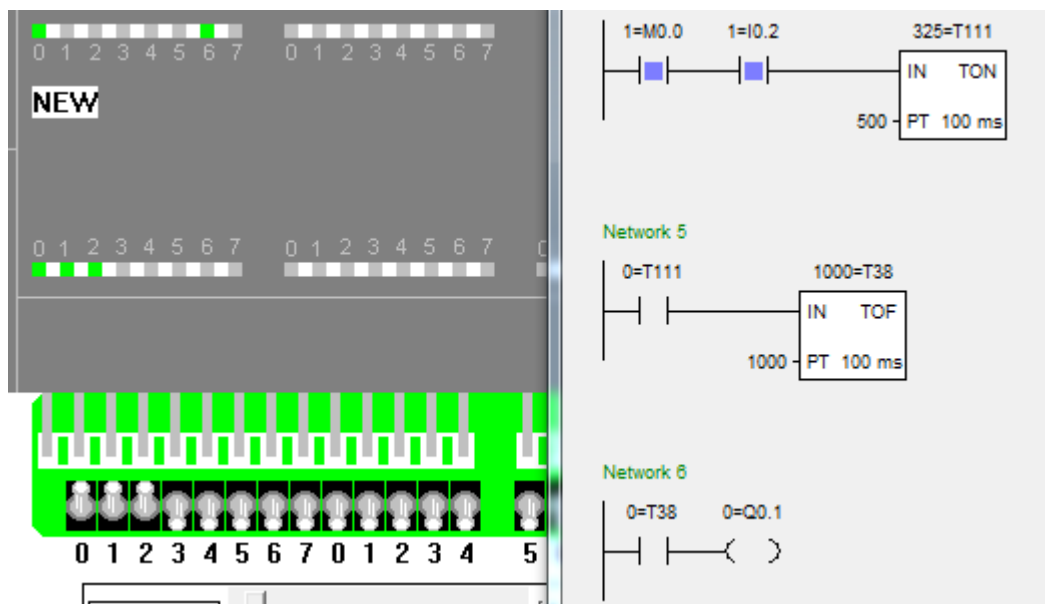 0 1 2 3 4 5 6 7
0 1 2 3 4 5 6 7
NEW
0 1 2 3 4 5 6 7
0 1 2 3 4 5 6 7
0 1 2 3 4 5 6 7 0 1 2 3 4 5
1=M0.0 1=I0.2 325=T111
IN TON
500 PT 100 ms
Network 5
0=T111 1000=T38
IN TOF
1000 PT 100 ms
Network 6
0=T38 0=Q0.1